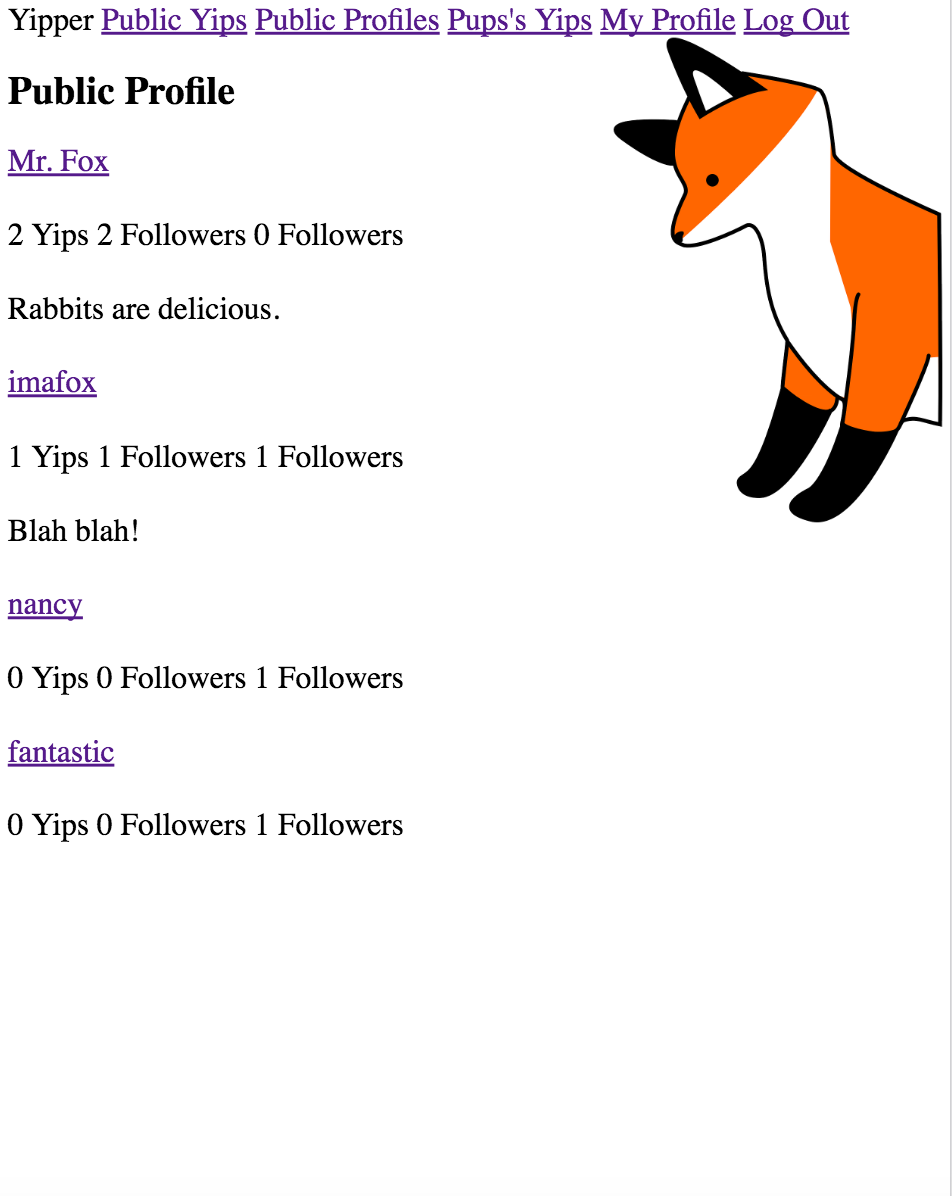 Yipper Public Yips Public Profiles Pups's Yips My Profile Log Out
Public Profile
Mr. Fox
2 Yips 2 Followers 0 Followers
Rabbits are delicious.
imafox
1 Yips 1 Followers 1 Followers
Blah blah!
nancy
0 Yips 0 Followers 1 Followers
fantastic
0 Yips 0 Followers 1 Followers